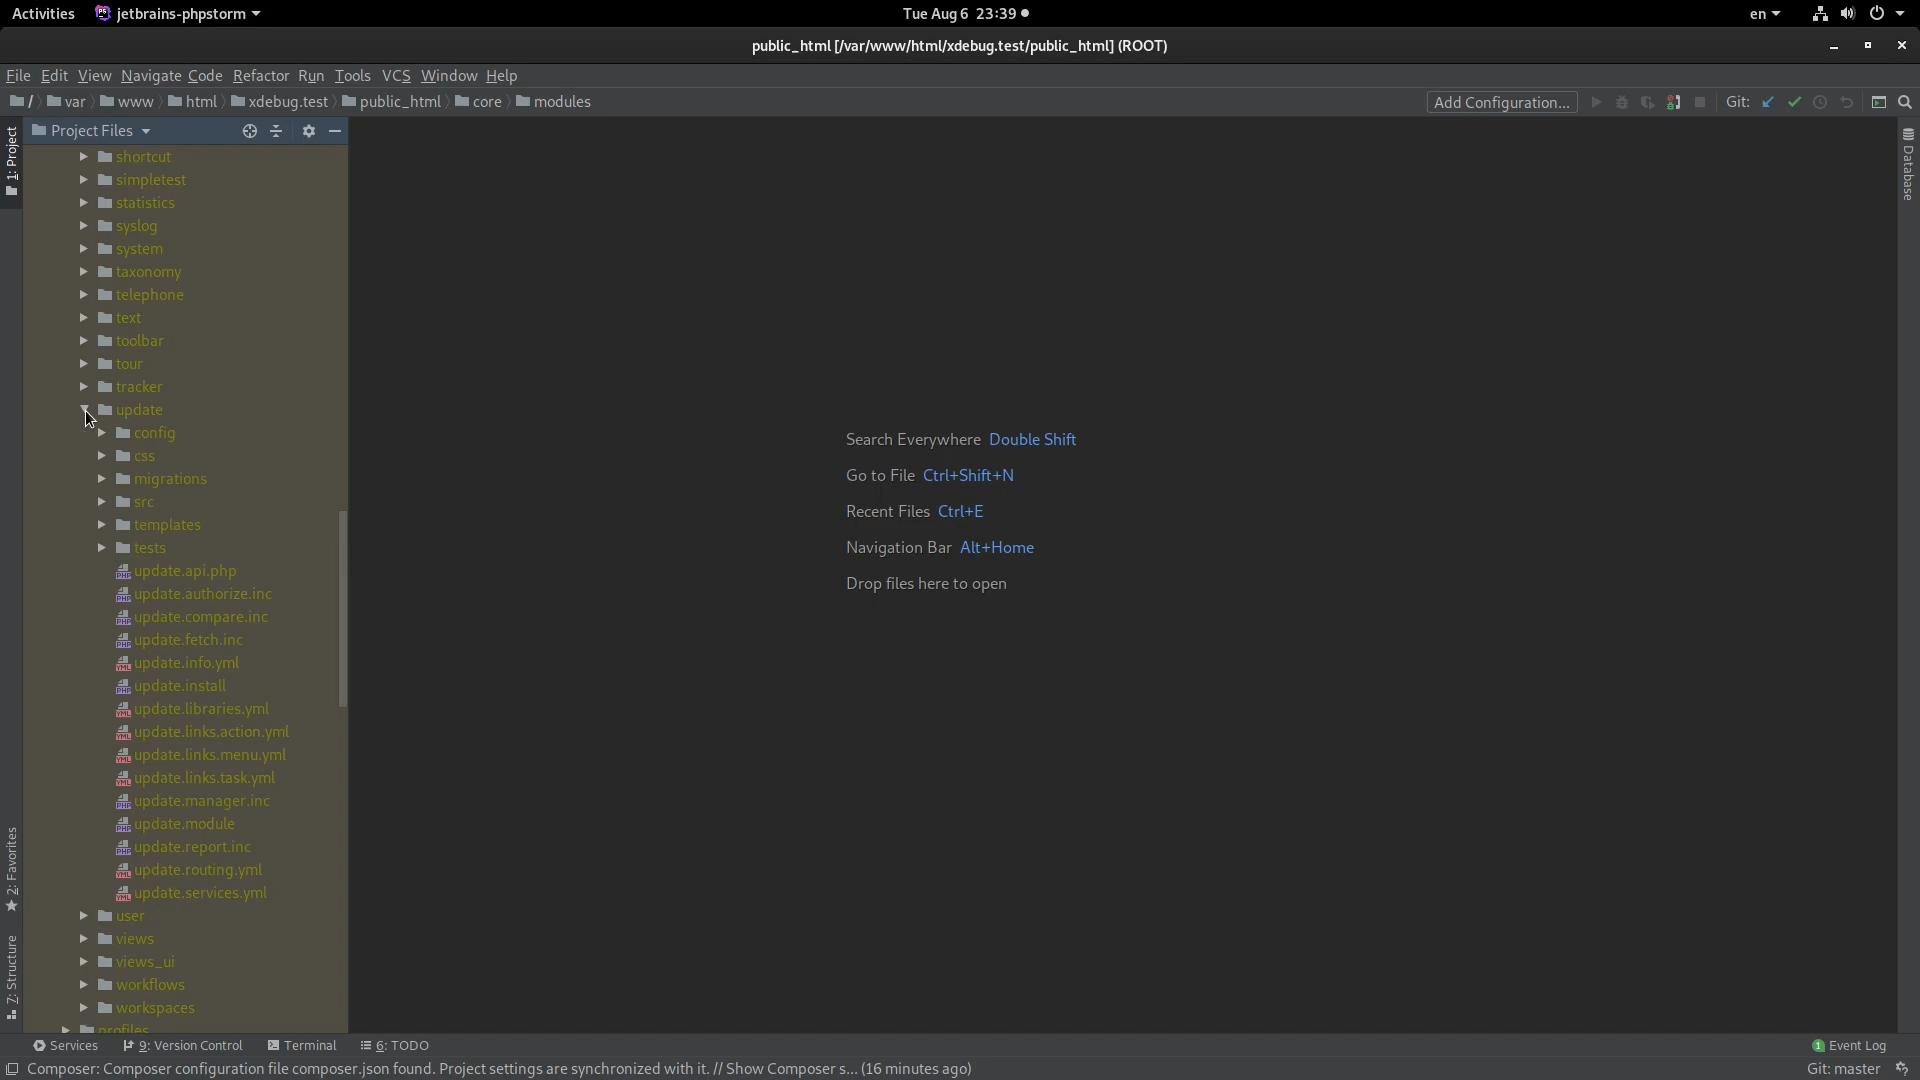 Activities jetbrains-phpstorm Tue Aug 6 23:39 en
public_html [/var/www/html/xdebug.test/public_html] (ROOT)
File Edit View Navigate Code Refactor Run Tools VCS Window Help
/ var www html xdebug.test public_html core modules Add Configuration... Git:
1: Project
Project Files
Database
shortcut
simpletest
statistics
syslog
system
taxonomy
telephone
text
toolbar
tour
tracker
update
config
css
migrations
src
templates
tests
update.api.php
update.authorize.inc
update.compare.inc
update.fetch.inc
update.info.yml
update.install
update.libraries.yml
update.links.action.yml
update.links.menu.yml
update.links.task.yml
update.manager.inc
update.module
update.report.inc
update.routing.yml
update.services.yml
user
views
views_ui
workflows
workspaces
profiles
Search Everywhere Double Shift
Go to File Ctrl+Shift+N
Recent Files Ctrl+E
Navigation Bar Alt+Home
Drop files here to open
2: Favorites
7: Structure
Services 9: Version Control Terminal 6: TODO 1 Event Log
Composer: Composer configuration file composer.json found. Project settings are synchronized with it. // Show Composer s... (16 minutes ago) Git: master